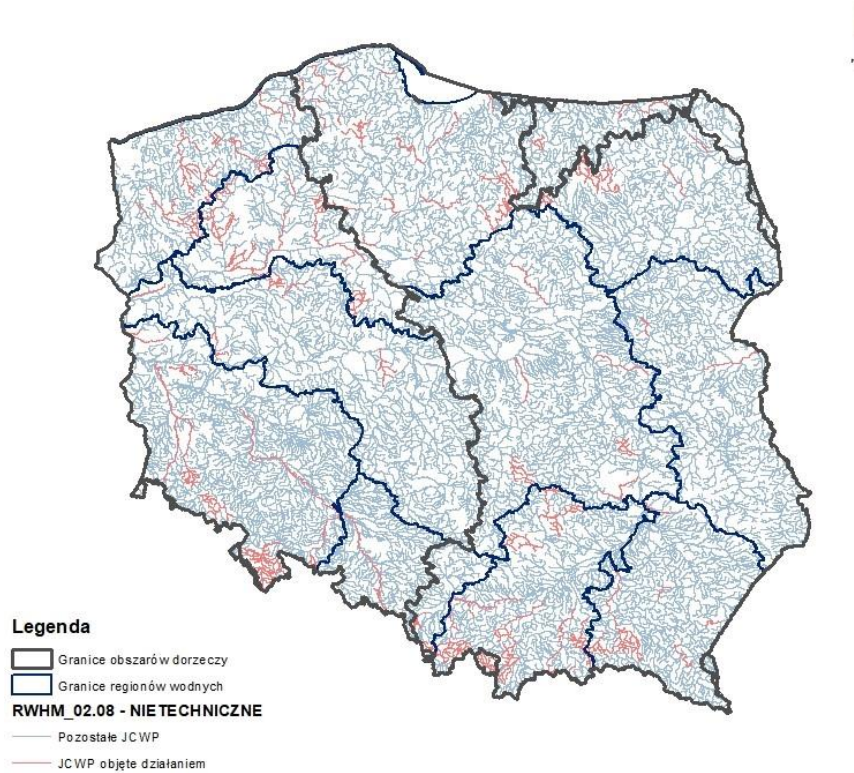 Legenda
Granice obszarów dorzeczy
Granice regionów wodnych
RWHM_02.08 - NIETECHNICZNE
Pozostałe JCWP
JCWP objęte działaniem